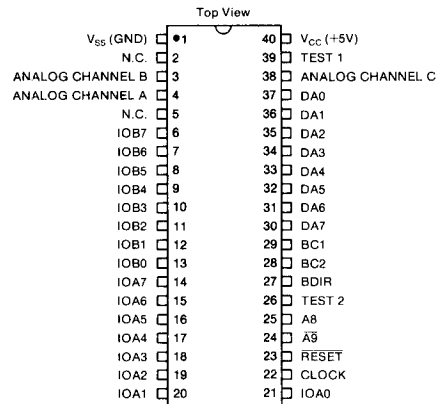 Top View
V_SS (GND) 1 40 V_CC (+5V)
N.C. 2 39 TEST 1
ANALOG CHANNEL B 3 38 ANALOG CHANNEL C
ANALOG CHANNEL A 4 37 DA0
N.C. 5 36 DA1
IOB7 6 35 DA2
IOB6 7 34 DA3
IOB5 8 33 DA4
IOB4 9 32 DA5
IOB3 10 31 DA6
IOB2 11 30 DA7
IOB1 12 29 BC1
IOB0 13 28 BC2
IOA7 14 27 BDIR
IOA6 15 26 TEST 2
IOA5 16 25 A8
IOA4 17 24 A̅9̅
IOA3 18 23 R̅E̅S̅E̅T̅
IOA2 19 22 CLOCK
IOA1 20 21 IOA0